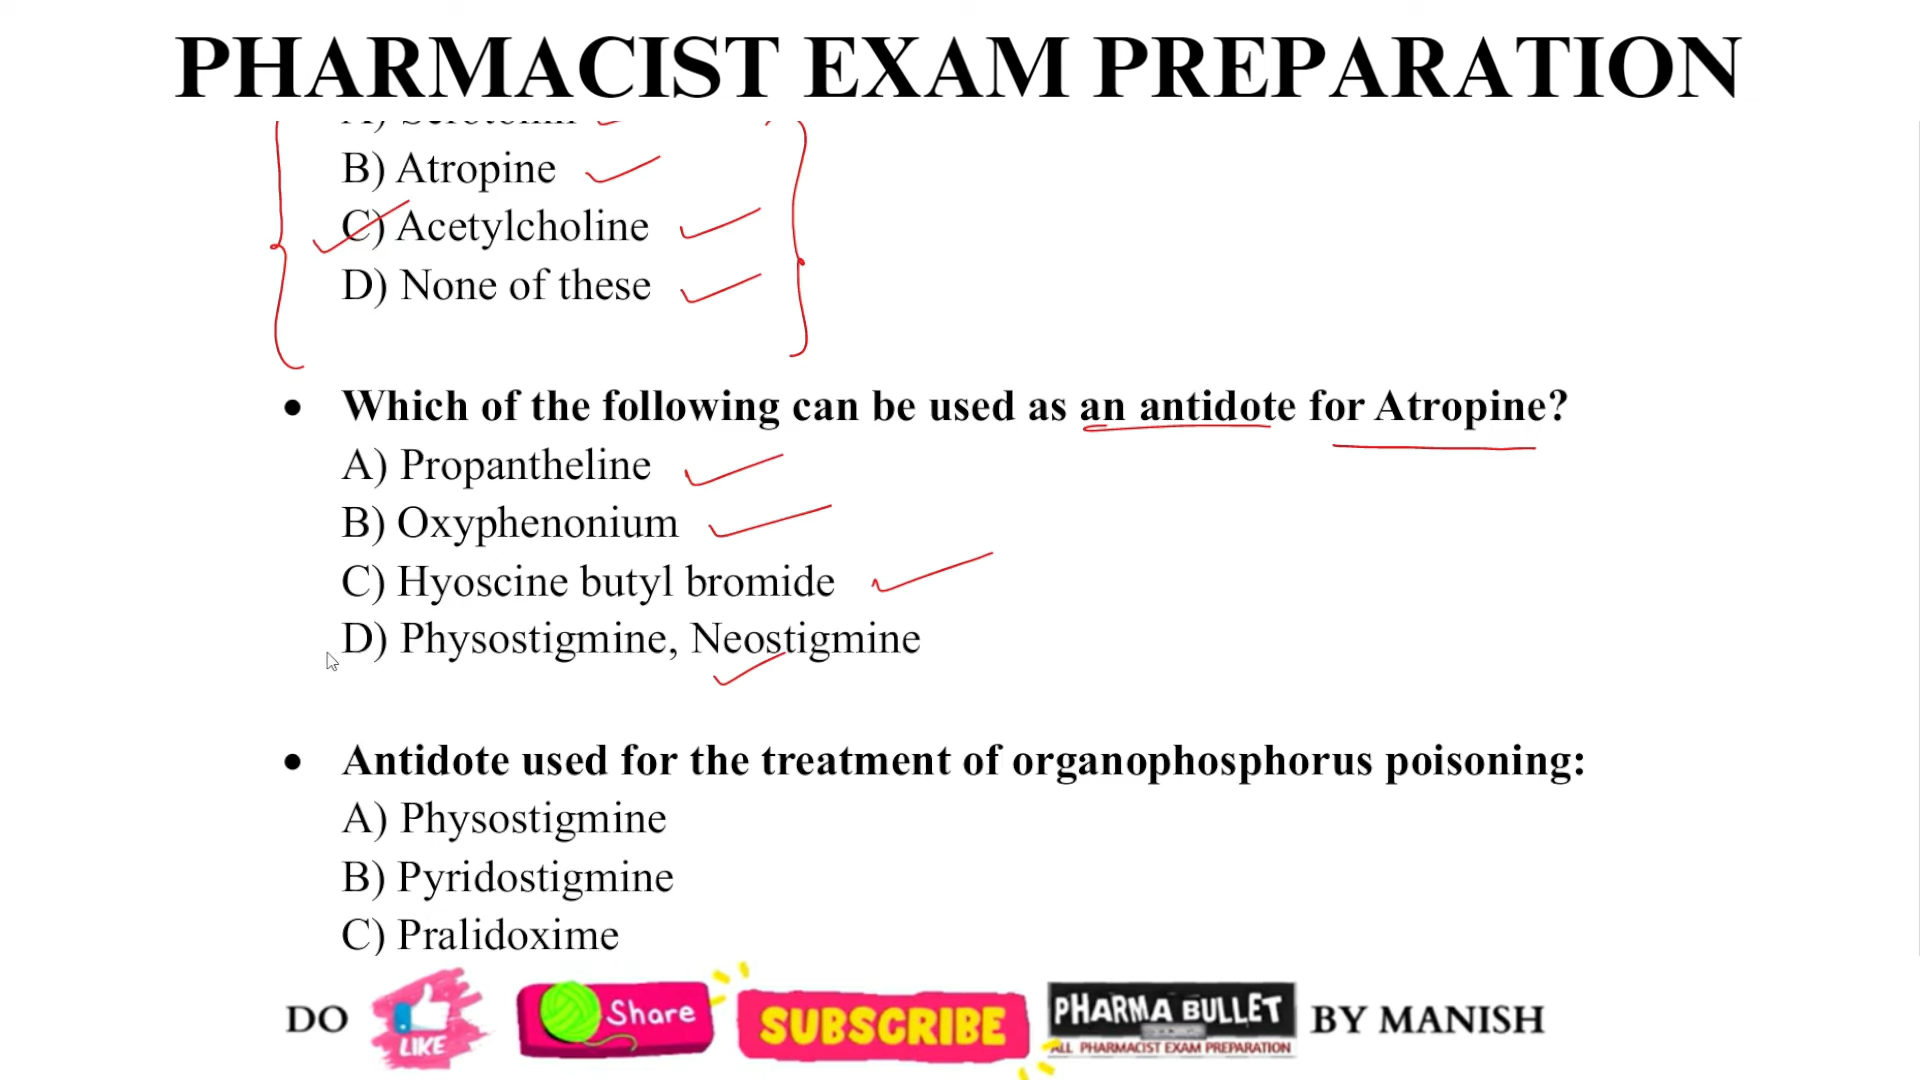 PHARMACIST EXAM PREPARATION
B) Atropine
C) Acetylcholine
D) None of these
• Which of the following can be used as an antidote for Atropine?
A) Propantheline
B) Oxyphenonium
C) Hyoscine butyl bromide
D) Physostigmine, Neostigmine
• Antidote used for the treatment of organophosphorus poisoning:
A) Physostigmine
B) Pyridostigmine
C) Pralidoxime
DO LIKE Share SUBSCRIBE PHARMA BULLET BY MANISH
ALL PHARMACIST EXAM PREPARATION